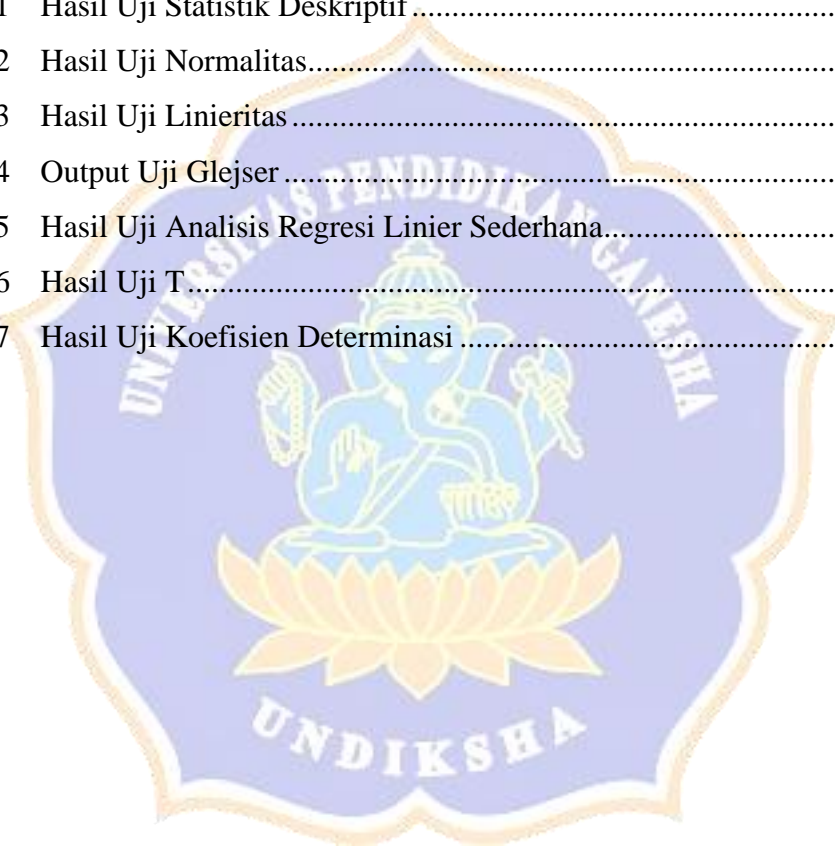 1 Hasil Uji Statistik Deskriptif
2 Hasil Uji Normalitas
3 Hasil Uji Linieritas
4 Output Uji Glejser
5 Hasil Uji Analisis Regresi Linier Sederhana
6 Hasil Uji T
7 Hasil Uji Koefisien Determinasi
UNIVERSITAS PENDIDIKAN GANESHA
UNDIKSHA